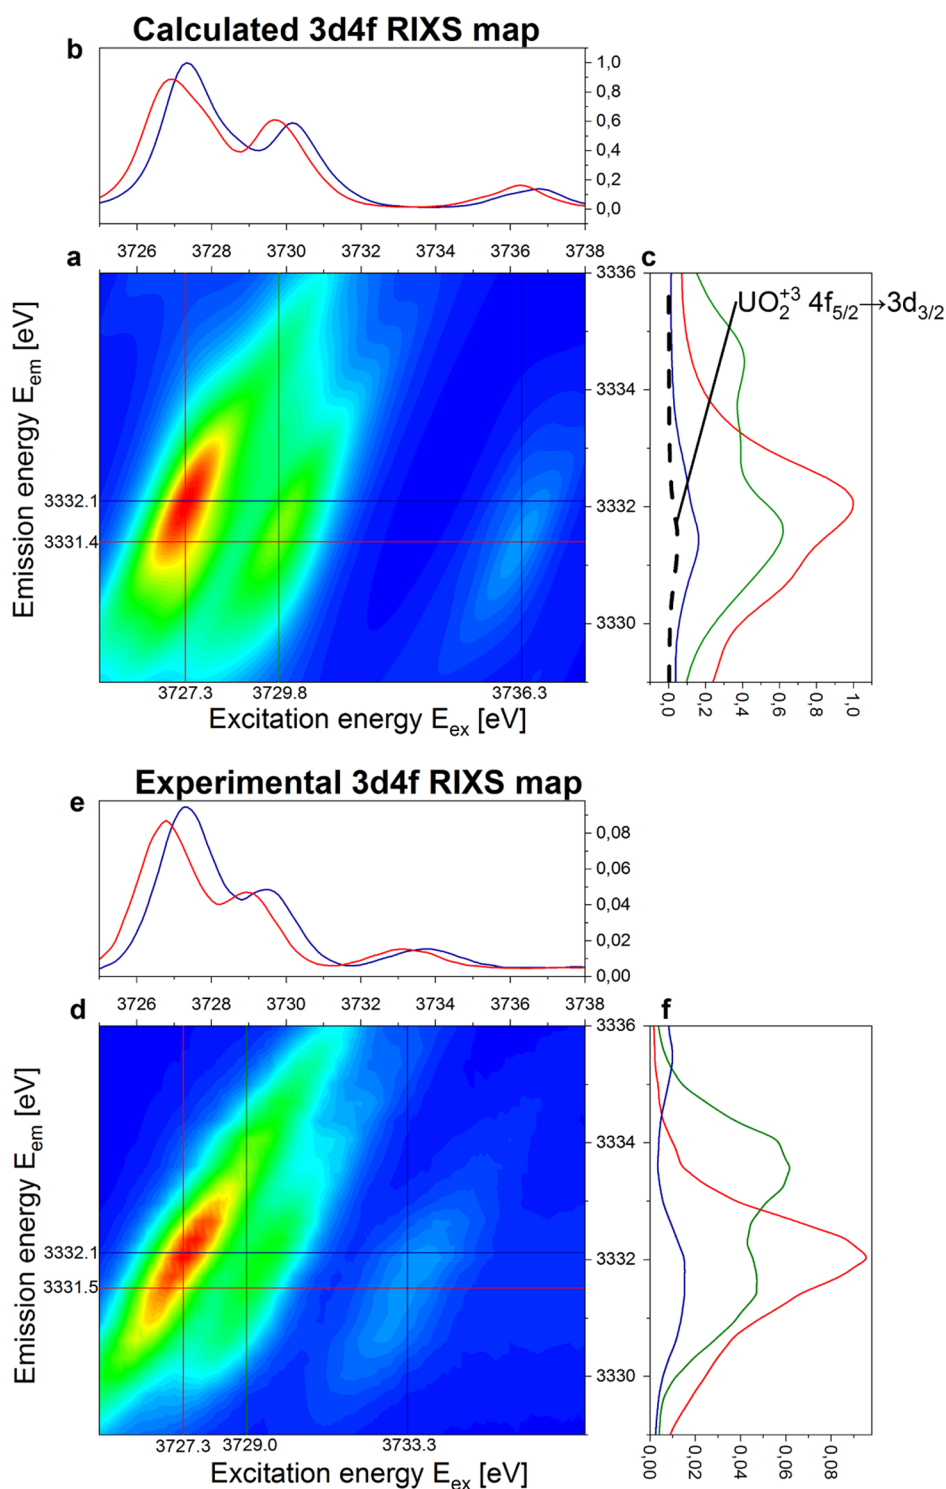 Calculated 3d4f RIXS map
b
1,0
0,8
0,6
0,4
0,2
0,0
3726 3728 3730 3732 3734 3736 3738
a
c
Emission energy E_em [eV]
3332.1
3331.4
3336
3334
3332
3330
UO₂⁺³ 4f₅/₂→3d₃/₂
3727.3 3729.8 3736.3
Excitation energy E_ex [eV]
0,0 0,2 0,4 0,6 0,8 1,0
Experimental 3d4f RIXS map
e
0,08
0,06
0,04
0,02
0,00
3726 3728 3730 3732 3734 3736 3738
d
f
Emission energy E_em [eV]
3332.1
3331.5
3336
3334
3332
3330
3727.3 3729.0 3733.3
Excitation energy E_ex [eV]
0,00 0,02 0,04 0,06 0,08